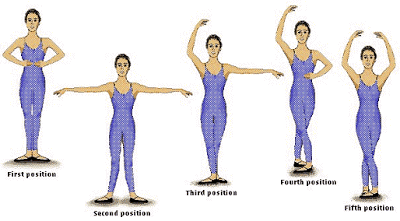 First position
Second position
Third position
Fourth position
Fifth position